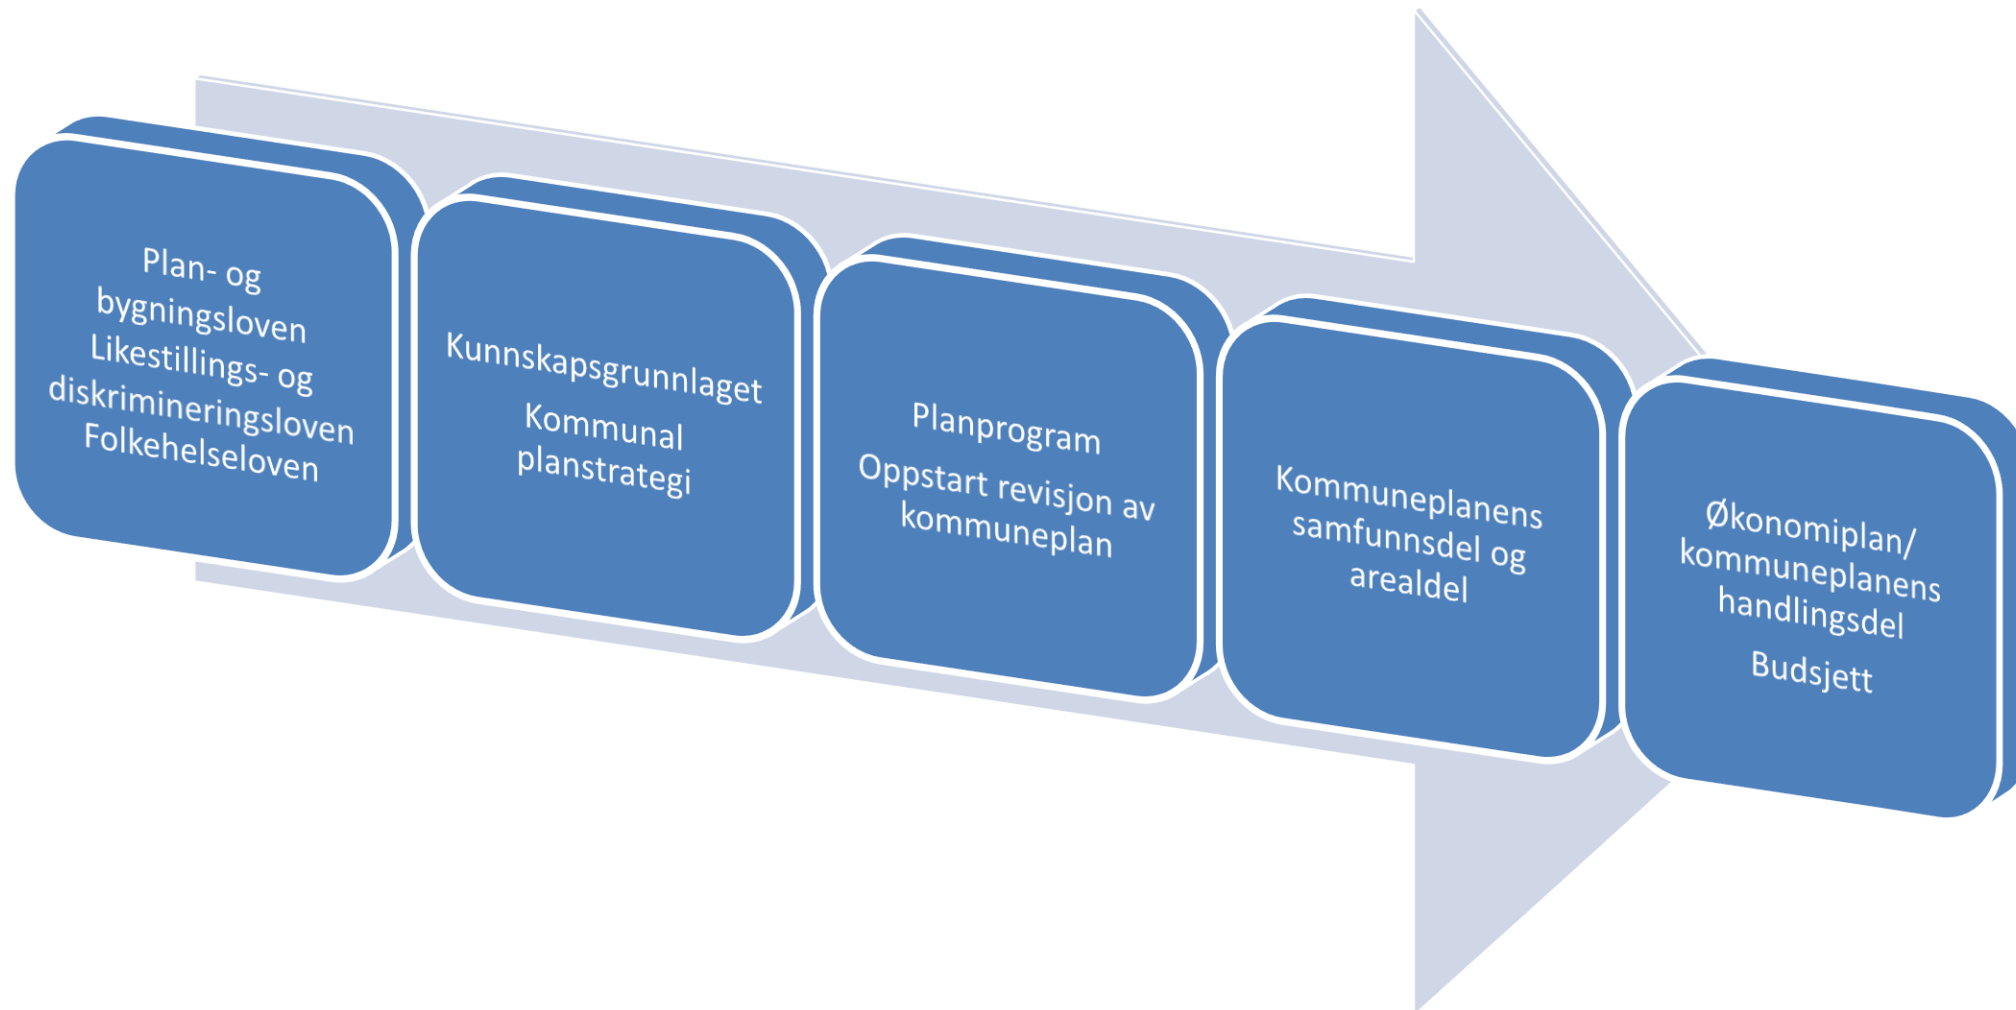 Plan- og
bygningsloven
Likestillings- og
diskrimineringsloven
Folkehelseloven
Kunnskapsgrunnlaget
Kommunal
planstrategi
Planprogram
Oppstart revisjon av
kommuneplan
Kommuneplanens
samfunnsdel og
arealdel
Økonomiplan/
kommuneplanens
handlingsdel
Budsjett